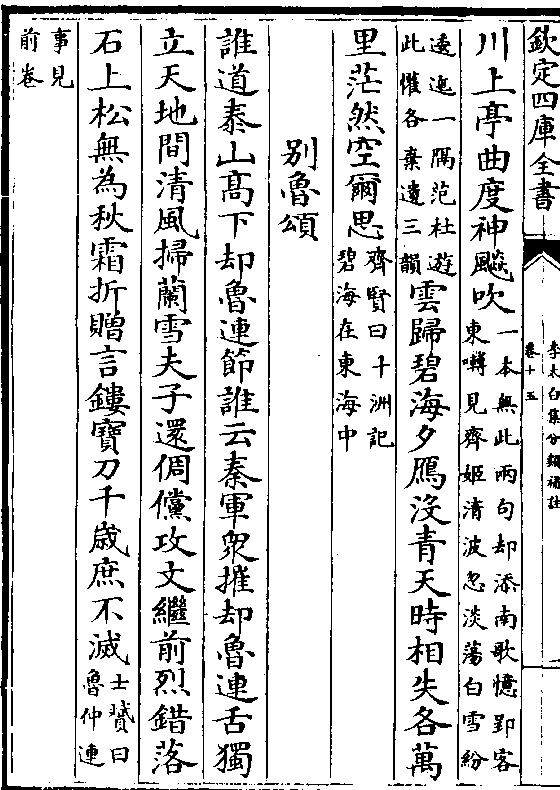 欽定四庫全書
李太白集分類補註
卷十五
川上亭曲度神飈吹一本無此兩句却添南歌憶郢客
東囀見齊姬清波忽淡蕩白雪紛
逶迤一隔范杜遊
此懽各棄遺三韻雲歸碧海夕鴈沒青天時相失各萬
里茫然空爾思齊賢曰十洲記
碧海在東海中
别魯頌
誰道泰山髙下却魯連節誰云秦軍衆摧却魯連舌獨
立天地間清風掃蘭雪夫子還倜儻攻文繼前烈錯落
石上松無為秋霜折贈言鏤寶刀千歲庶不滅士贇曰
魯仲連
事見
前卷